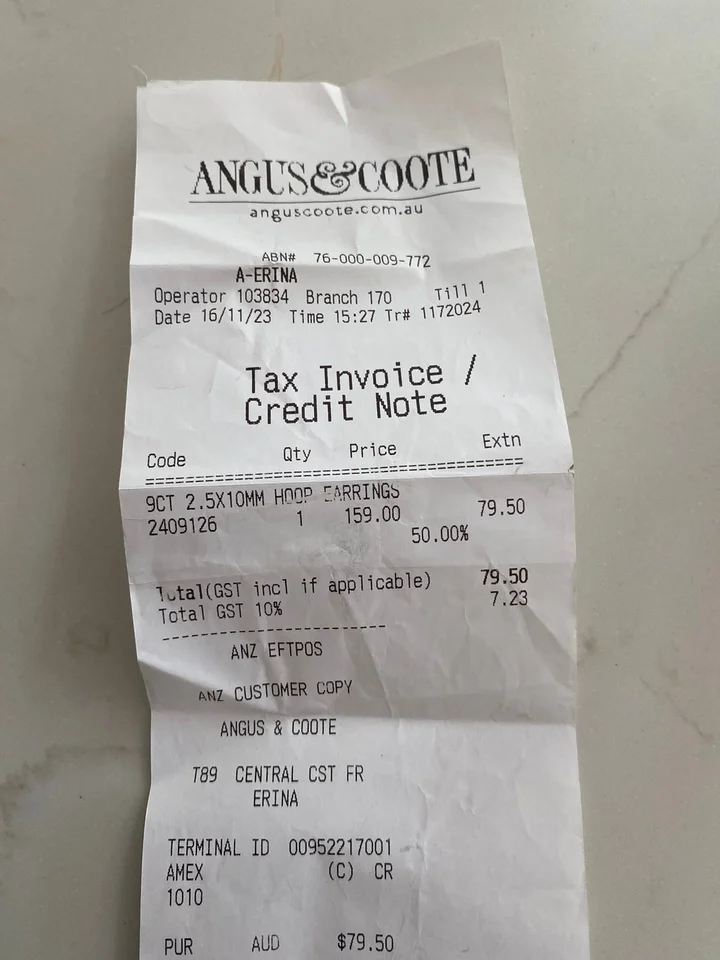 ANGUS&COOTE
anguscoote.com.au
ABN# 76-000-009-772
A-ERINA
Operator 103834 Branch 170 Till 1
Date 16/11/23 Time 15:27 Tr# 1172024
Tax Invoice /
Credit Note
Code Qty Price Extn
================================================
9CT 2.5X10MM HOOP EARRINGS
2409126 1 159.00 79.50
50.00%
Total(GST incl if applicable) 79.50
Total GST 10% 7.23
------------------------
ANZ EFTPOS
ANZ CUSTOMER COPY
ANGUS & COOTE
T89 CENTRAL CST FR
ERINA
TERMINAL ID 00952217001
AMEX (C) CR
1010
PUR AUD $79.50